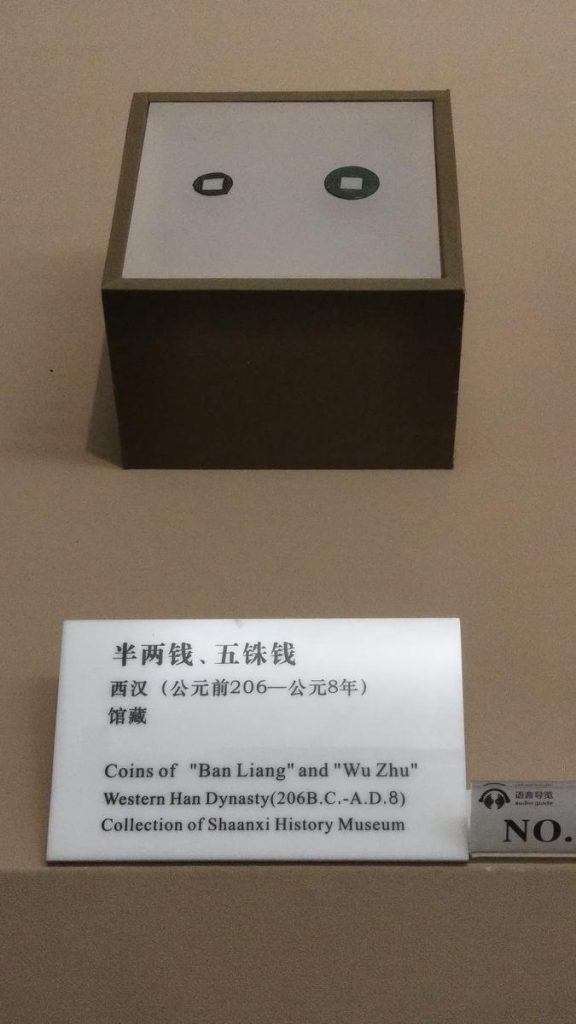 半两钱、五铢钱
西汉（公元前206—公元8年）
馆藏
Coins of "Ban Liang" and "Wu Zhu"
Western Han Dynasty(206B.C.-A.D.8)
Collection of Shaanxi History Museum
语音导览
audio guide
NO.